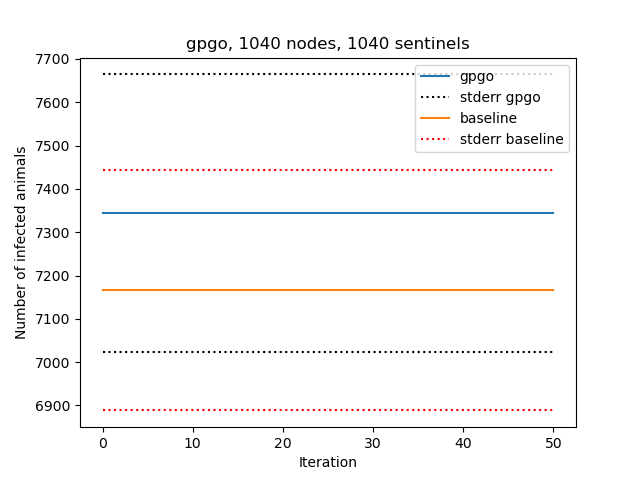 gpgo, 1040 nodes, 1040 sentinels
7700
7600
7500
7400
7300
7200
7100
7000
6900
Number of infected animals
gpgo
stderr gpgo
baseline
stderr baseline
0 10 20 30 40 50
Iteration